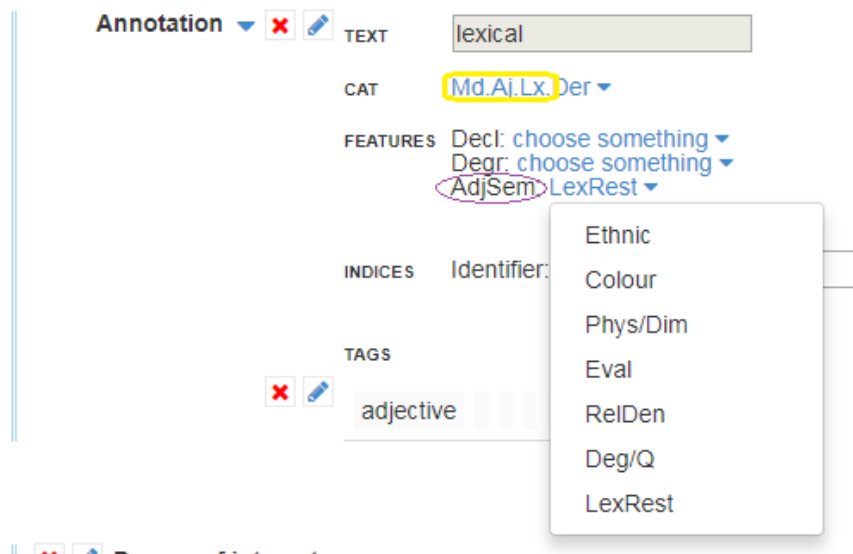 Annotation
TEXT lexical
CAT Md.Aj.Lx.Der
FEATURES Decl: choose something
Degr: choose something
AdjSem: LexRest
Ethnic
INDICES Identifier:
Colour
Phys/Dim
TAGS
Eval
adjective
RelDen
Deg/Q
LexRest